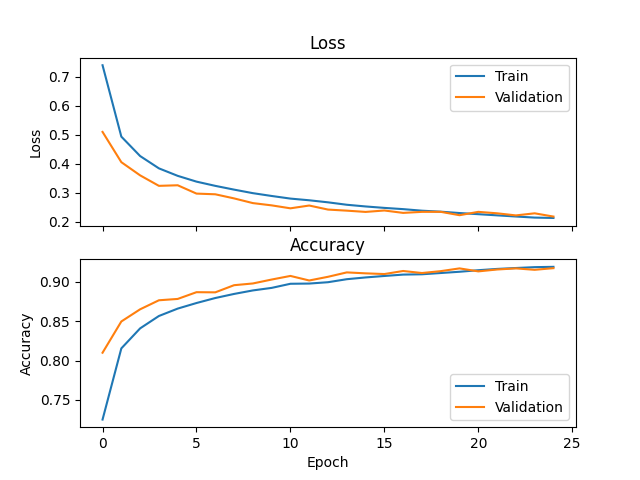 Loss
0.7
0.6
0.5
0.4
0.3
0.2
Loss
Train
Validation
Accuracy
0.90
0.85
0.80
0.75
Accuracy
Train
Validation
0 5 10 15 20 25
Epoch